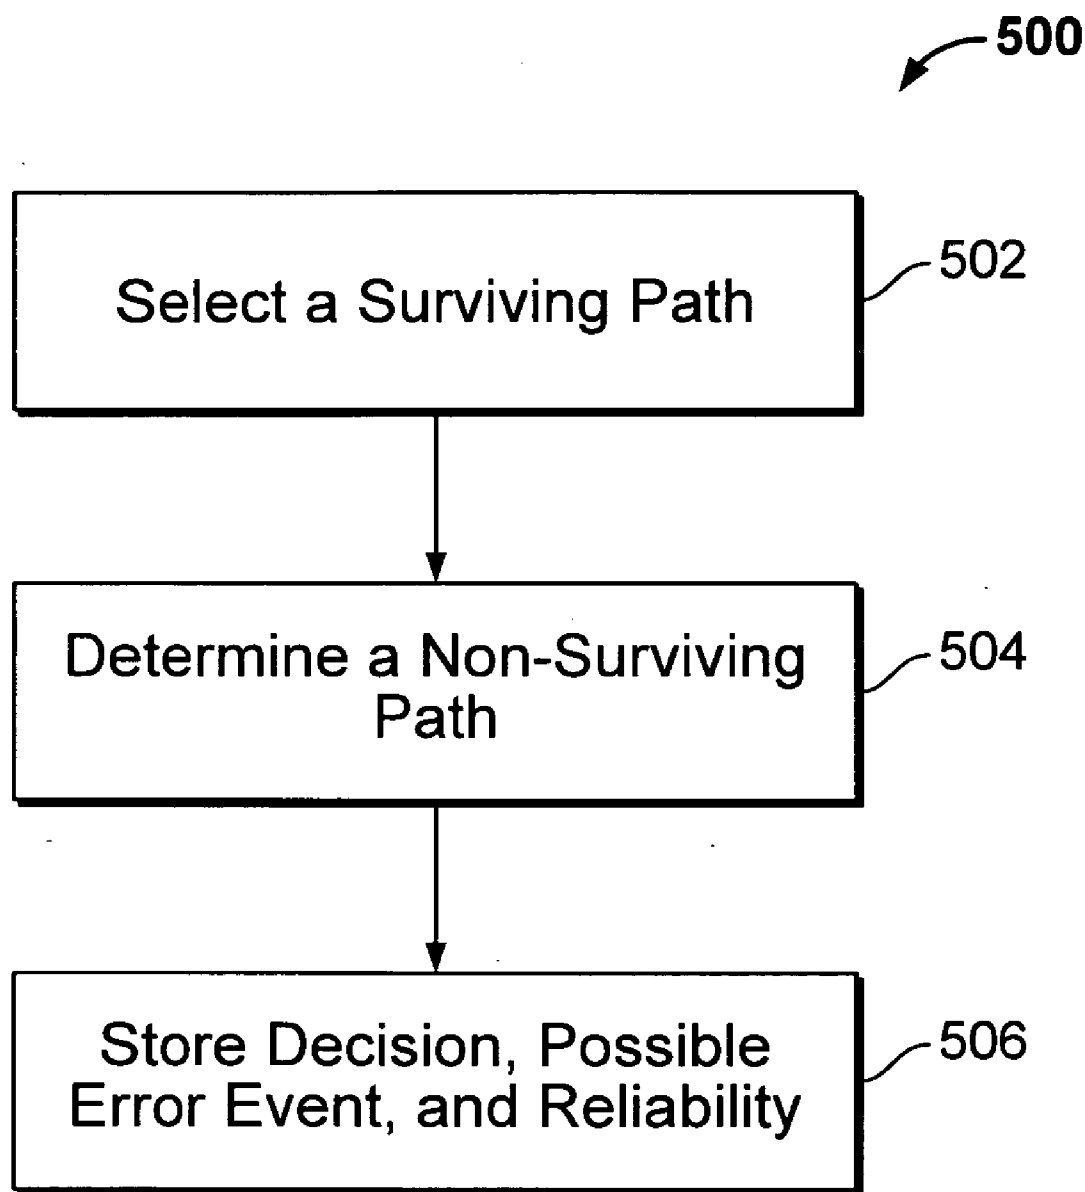 500
Select a Surviving Path
502
Determine a Non-Surviving
Path
504
Store Decision, Possible
Error Event, and Reliability
506